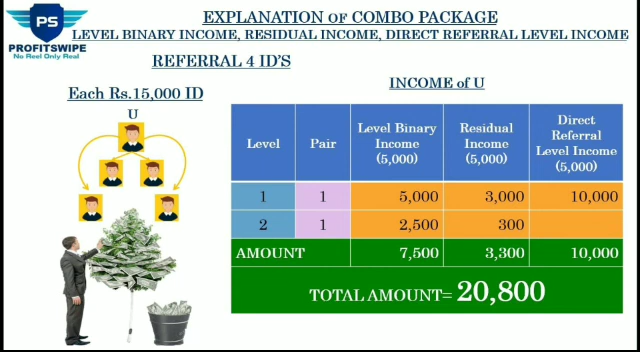 PS
PROFITSWIPE
No Reel Only Real
EXPLANATION OF COMBO PACKAGE
LEVEL BINARY INCOME, RESIDUAL INCOME, DIRECT REFERRAL LEVEL INCOME
REFERRAL 4 ID'S
Each Rs.15,000 ID
U
INCOME of U
Level Pair Level Binary Income (5,000) Residual Income (5,000) Direct Referral Level Income (5,000)
1 1 5,000 3,000 10,000
2 1 2,500 300
AMOUNT 7,500 3,300 10,000
TOTAL AMOUNT= 20,800